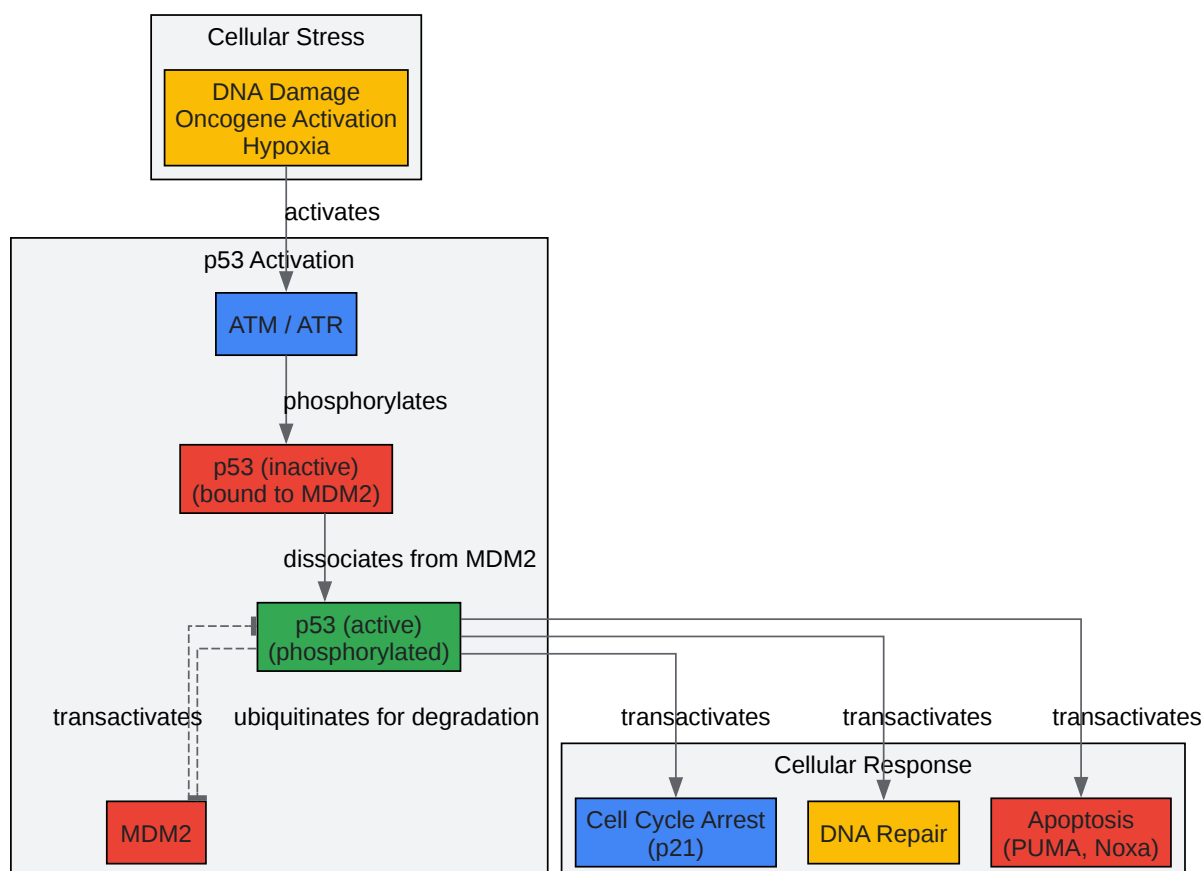 Cellular Stress
DNA Damage
Oncogene Activation
Hypoxia
activates
p53 Activation
ATM / ATR
phosphorylates
p53 (inactive)
(bound to MDM2)
dissociates from MDM2
p53 (active)
(phosphorylated)
transactivates
ubiquitinates for degradation
transactivates
transactivates
transactivates
MDM2
Cellular Response
Cell Cycle Arrest
(p21)
DNA Repair
Apoptosis
(PUMA, Noxa)